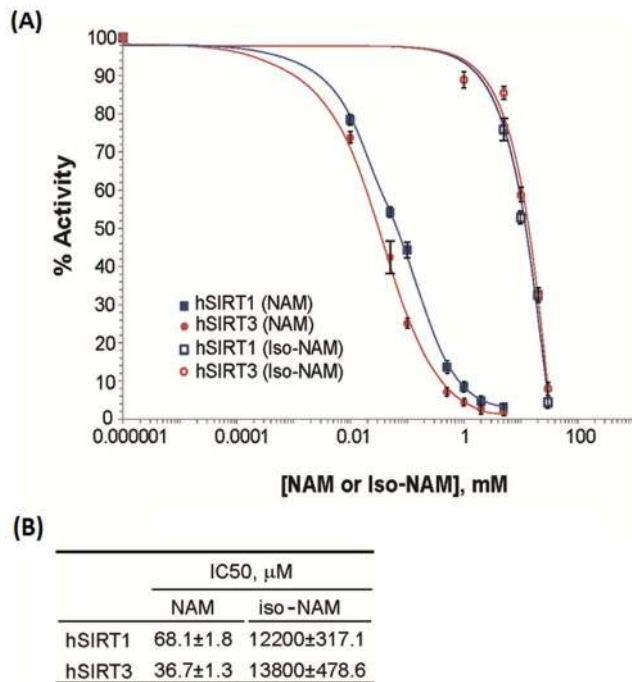 (A)
100
90
80
70
60
50
40
30
20
10
0
% Activity
hSIRT1 (NAM)
hSIRT3 (NAM)
hSIRT1 (Iso-NAM)
hSIRT3 (Iso-NAM)
0.000001 0.0001 0.01 1 100
[NAM or Iso-NAM], mM
(B)
IC50, μM
NAM iso-NAM
hSIRT1 68.1±1.8 12200±317.1
hSIRT3 36.7±1.3 13800±478.6